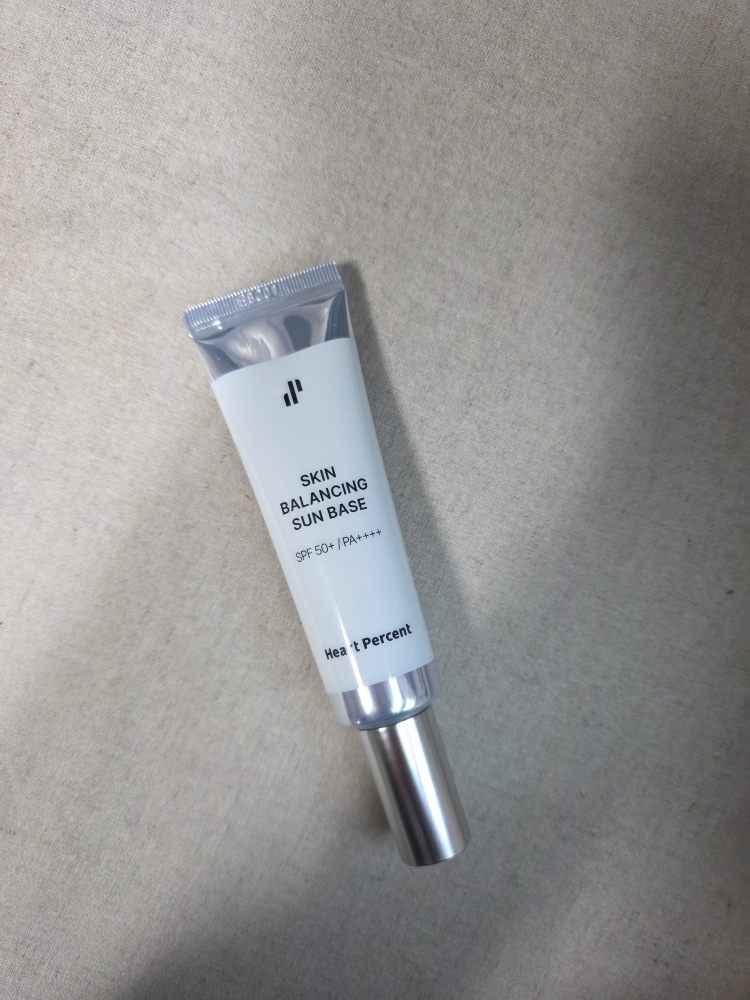 SKIN
BALANCING
SUN BASE
SPF 50+ / PA++++
Heart Percent